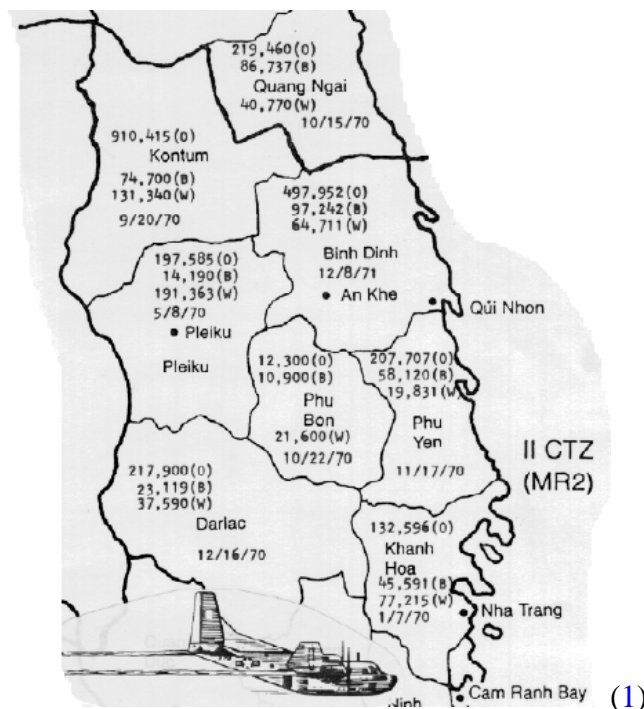 219,460(O)
86,737(B)
Quang Ngai
40,770(W)
10/15/70
910,415(O)
Kontum
74,700(B)
131,340(W)
9/20/70
497,952(O)
97,242(B)
64,711(W)
Binh Dinh
12/8/71
An Khe
Qủi Nhon
197,585(O)
14,190(B)
191,363(W)
5/8/70
Pleiku
Pleiku
12,300(O)
10,900(B)
Phu
Bon
21,600(W)
10/22/70
207,707(O)
58,120(B)
19,831(W)
Phu
Yen
11/17/70
II CTZ
(MR2)
217,900(O)
23,119(B)
37,590(W)
Darlac
12/16/70
132,596(O)
Khanh
Hoa
45,591(B)
77,215(W)
1/7/70
Nha Trang
Cam Ranh Bay
(1)